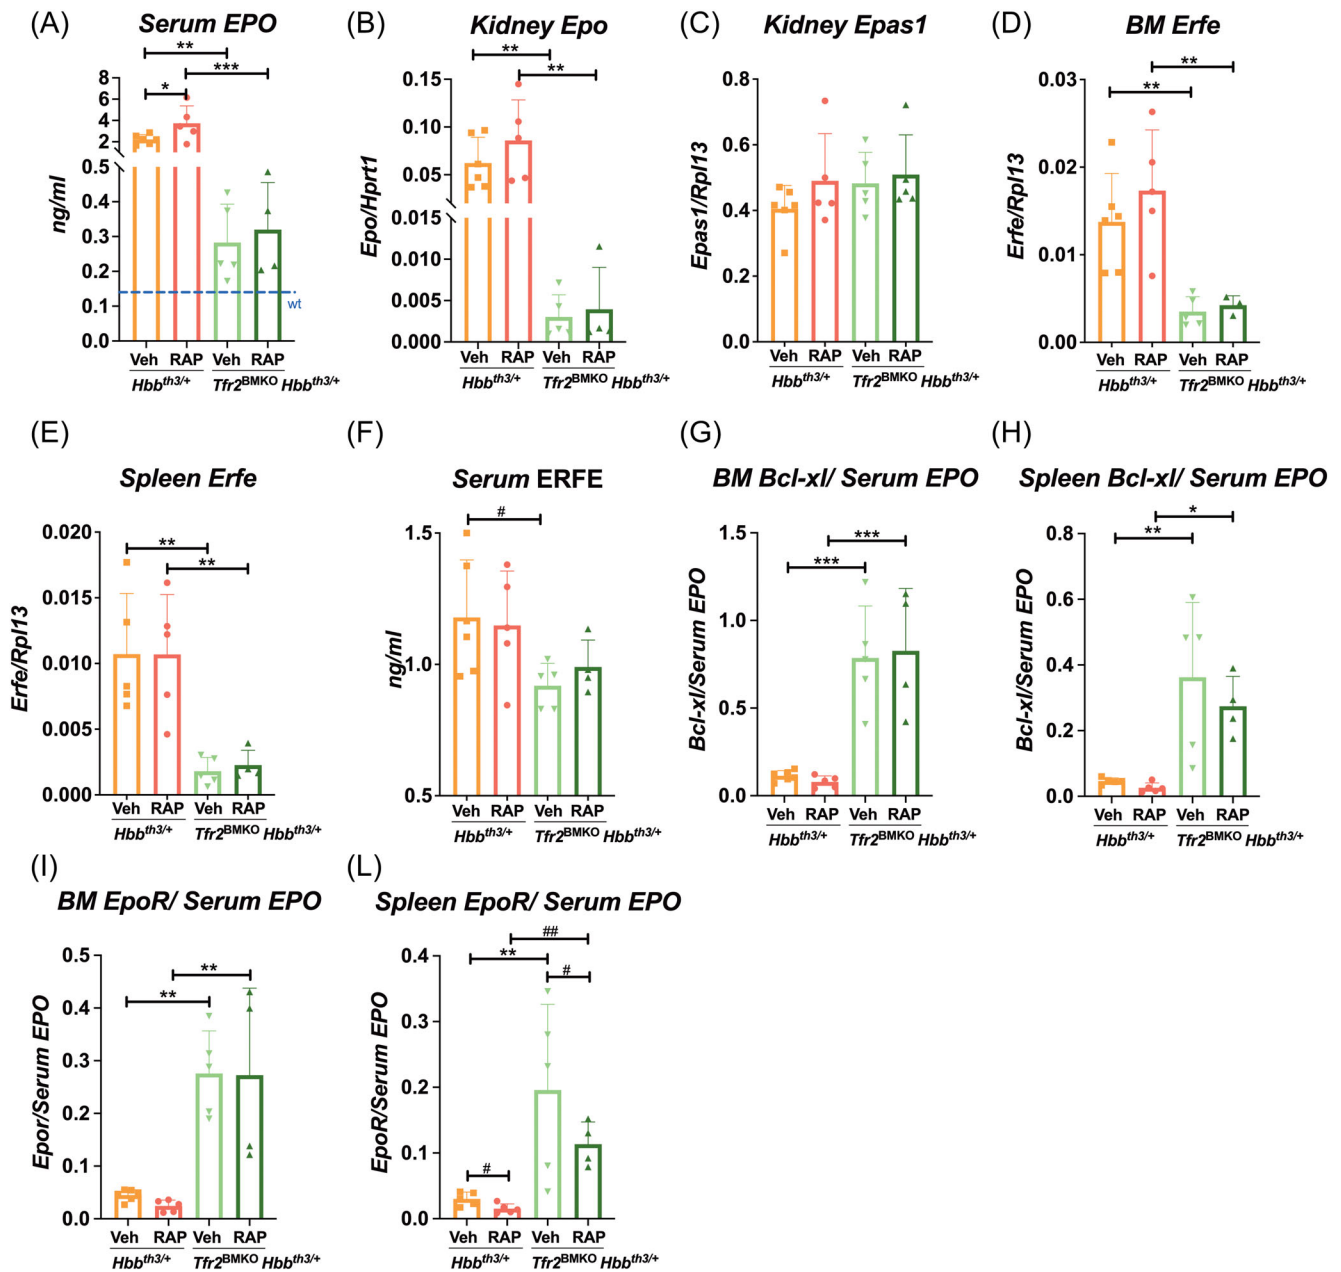 (A)
Serum EPO
**
***
*
8
6
4
2
0.5
0.4
0.3
0.2
0.1
0.0
ng/ml
wt
Veh RAP Veh RAP
Hbbth3/+ Tfr2BMKO Hbbth3/+
(B)
Kidney Epo
**
**
0.15
0.10
0.05
0.015
0.010
0.005
0.000
Epo/Hprt1
Veh RAP Veh RAP
Hbbth3/+ Tfr2BMKO Hbbth3/+
(C)
Kidney Epas1
0.8
0.6
0.4
0.2
0.0
Epas1/Rpl13
Veh RAP Veh RAP
Hbbth3/+ Tfr2BMKO Hbbth3/+
(D)
BM Erfe
**
**
0.03
0.02
0.01
0.00
Erfe/Rpl13
Veh RAP Veh RAP
Hbbth3/+ Tfr2BMKO Hbbth3/+
(E)
Spleen Erfe
**
**
0.020
0.015
0.010
0.005
0.000
Erfe/Rpl13
Veh RAP Veh RAP
Hbbth3/+ Tfr2BMKO Hbbth3/+
(F)
Serum ERFE
#
1.5
1.0
0.5
ng/ml
Veh RAP Veh RAP
Hbbth3/+ Tfr2BMKO Hbbth3/+
(G)
BM Bcl-xl/ Serum EPO
***
***
1.5
1.0
0.5
0.0
Bcl-xl/Serum EPO
Veh RAP Veh RAP
Hbbth3/+ Tfr2BMKO Hbbth3/+
(H)
Spleen Bcl-xl/ Serum EPO
*
**
0.8
0.6
0.4
0.2
0.0
Bcl-xl/Serum EPO
Veh RAP Veh RAP
Hbbth3/+ Tfr2BMKO Hbbth3/+
(I)
BM EpoR/ Serum EPO
**
**
0.5
0.4
0.3
0.2
0.1
0.0
Epor/Serum EPO
Veh RAP Veh RAP
Hbbth3/+ Tfr2BMKO Hbbth3/+
(L)
Spleen EpoR/ Serum EPO
##
**
#
#
0.4
0.3
0.2
0.1
0.0
EpoR/Serum EPO
Veh RAP Veh RAP
Hbbth3/+ Tfr2BMKO Hbbth3/+